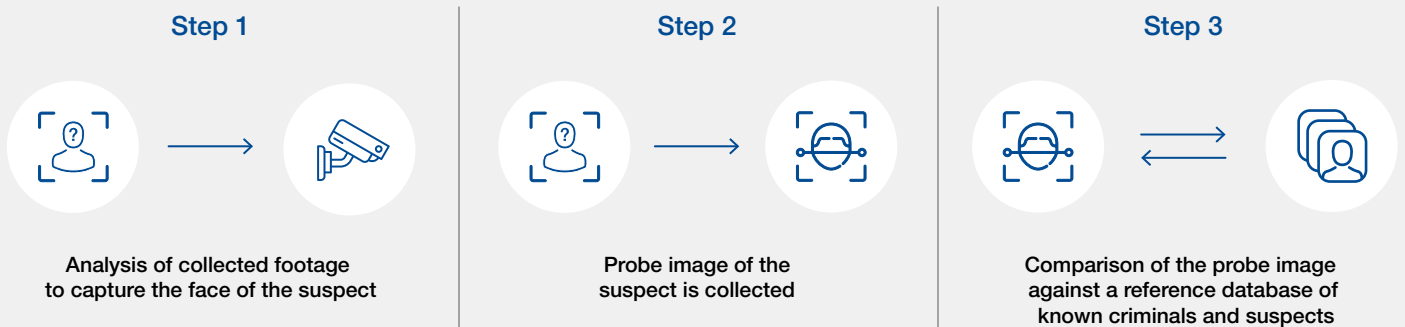 Step 1
?
Analysis of collected footage
to capture the face of the suspect
Step 2
?
Probe image of the
suspect is collected
Step 3
Comparison of the probe image
against a reference database of
known criminals and suspects